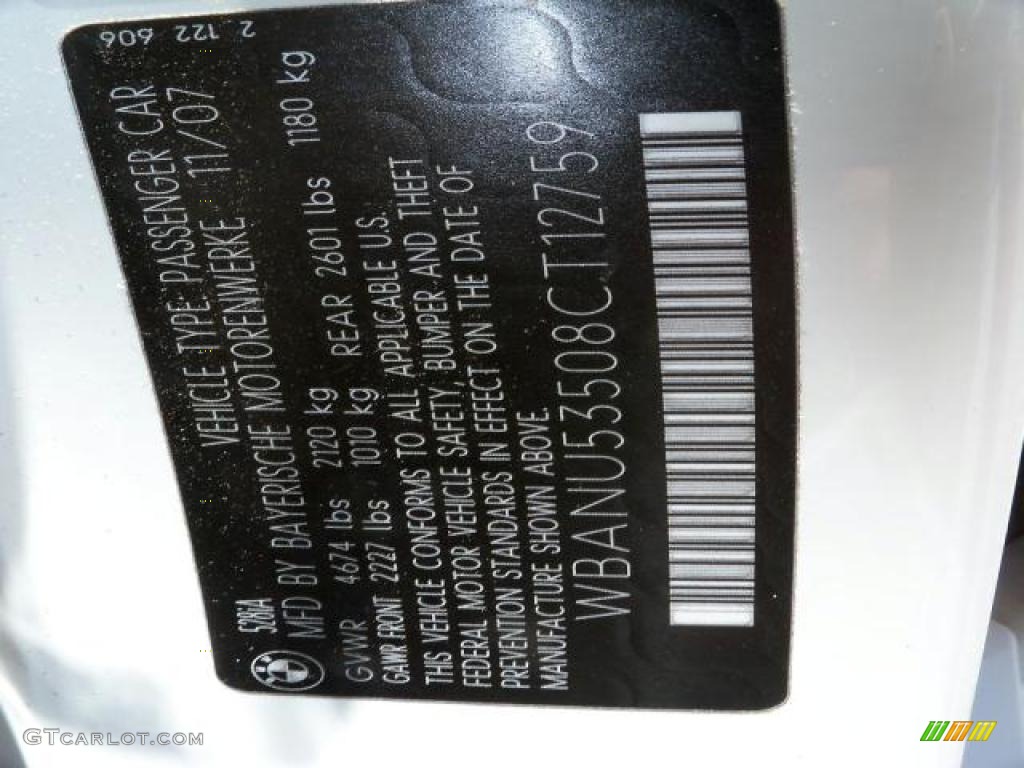 528iA VEHICLE TYPE: PASSENGER CAR
MFD BY BAYERISCHE MOTORENWERKE 11/07
GVWR 4674 lbs 2120 kg
GAWR FRONT 2227 lbs 1010 kg REAR 2601 lbs 1180 kg
THIS VEHICLE CONFORMS TO ALL APPLICABLE U.S.
FEDERAL MOTOR VEHICLE SAFETY, BUMPER AND THEFT
PREVENTION STANDARDS IN EFFECT ON THE DATE OF
MANUFACTURE SHOWN ABOVE.
WBANU53508CT12759
2 122 606
GTCARLOT.COM